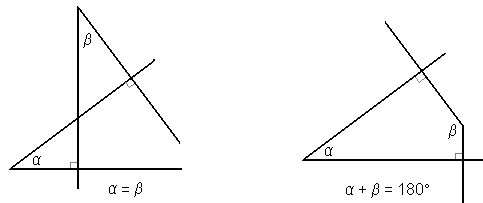 β
α
α = β
β
α
α + β = 180°